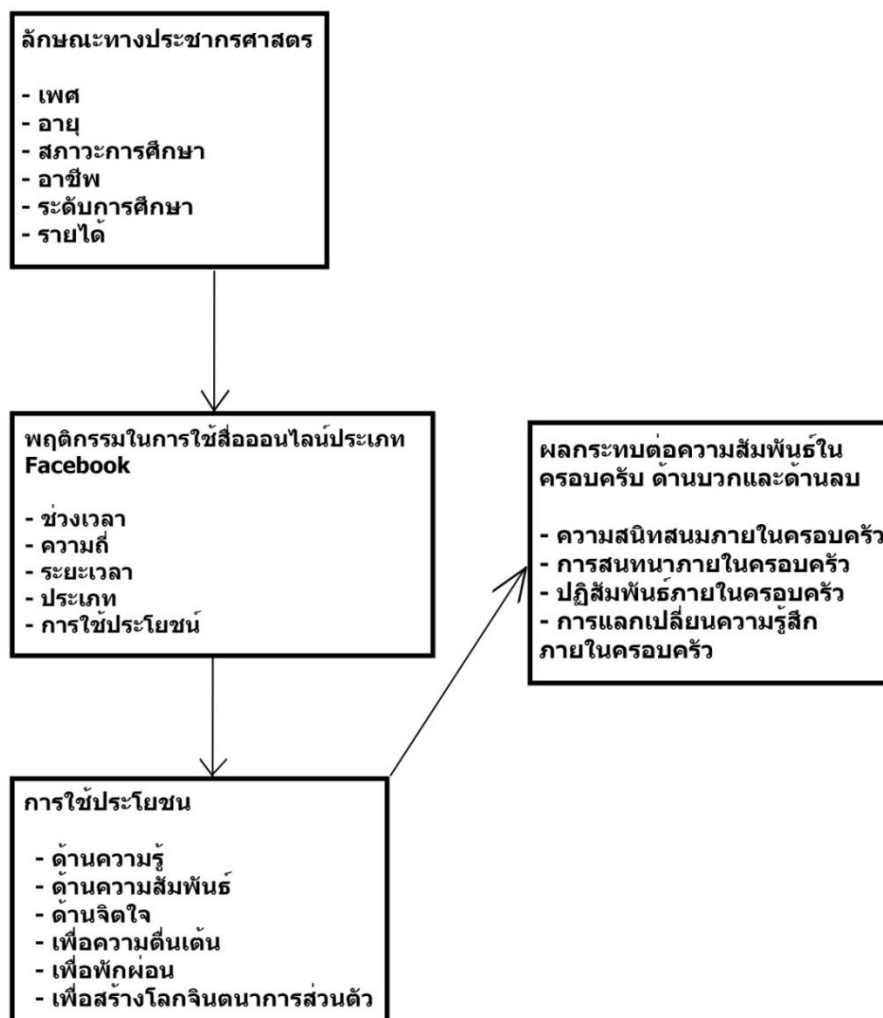 ลักษณะทางประชากรศาสตร
- เพศ
- อายุ
- สภาวะการศึกษา
- อาชีพ
- ระดับการศึกษา
- รายได้
พฤติกรรมในการใช้สื่อออนไลน์ประเภท
Facebook
- ช่วงเวลา
- ความถี่
- ระยะเวลา
- ประเภท
- การใช้ประโยชน์
ผลกระทบต่อความสัมพันธ์ใน
ครอบครับ ด้านบวกและด้านลบ
- ความสนิทสนมภายในครอบครัว
- การสนทนาภายในครอบครัว
- ปฏิสัมพันธ์ภายในครอบครัว
- การแลกเปลี่ยนความรู้สึก
ภายในครอบครัว
การใช้ประโยชน
- ด้านความรู้
- ด้านความสัมพันธ์
- ด้านจิตใจ
- เพื่อความตื่นเต้น
- เพื่อพักผ่อน
- เพื่อสร้างโลกจินตนาการส่วนตัว